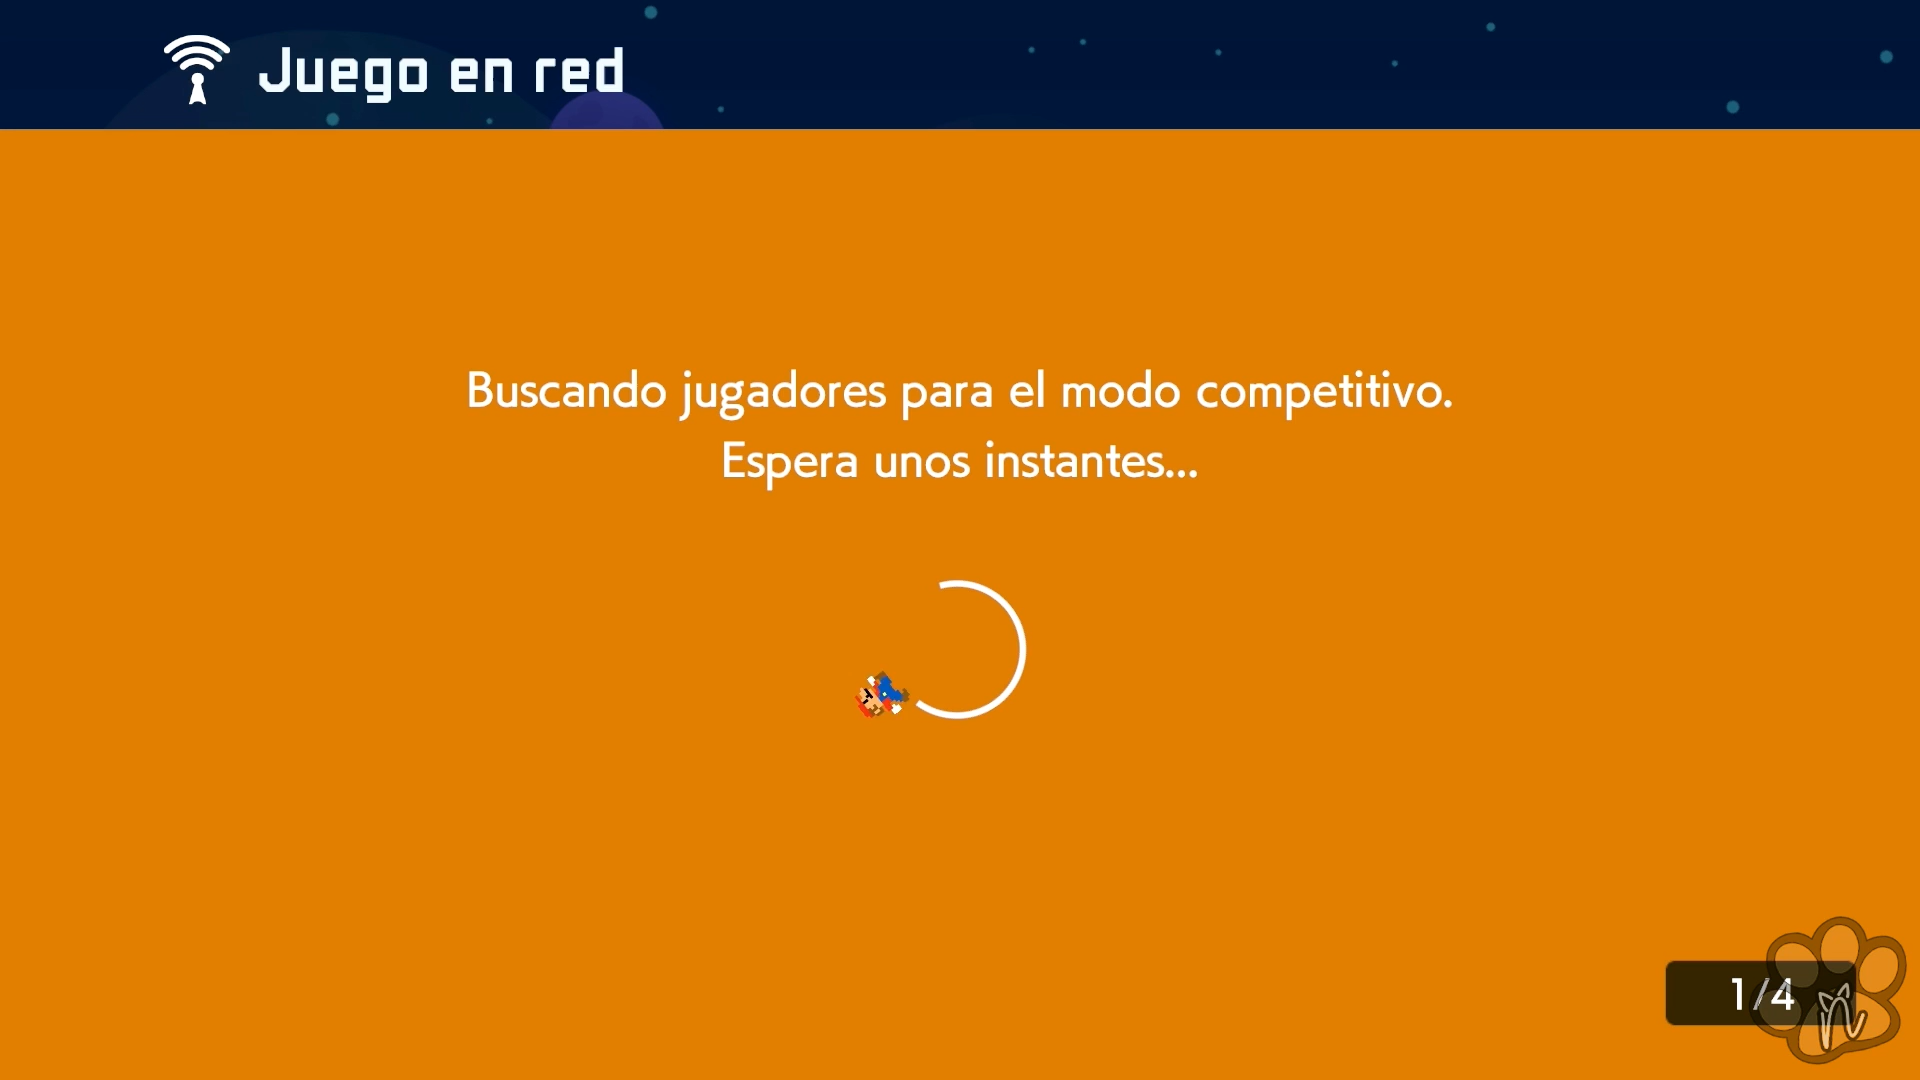 Juego en red
Buscando jugadores para el modo competitivo.
Espera unos instantes...
1/4